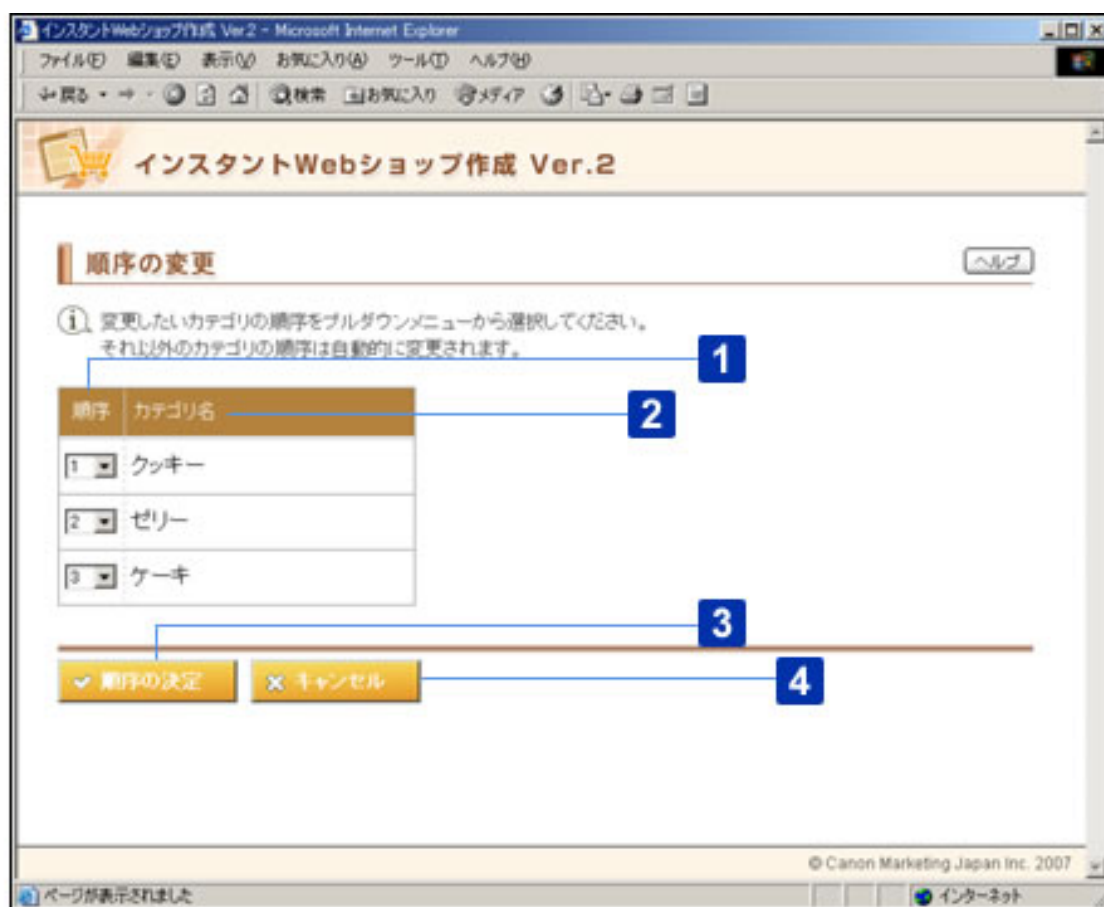 インスタントWebショップ作成 Ver.2 - Microsoft Internet Explorer
ファイル(F) 編集(E) 表示(V) お気に入り(A) ツール(T) ヘルプ(H)
戻る 検索 お気に入り メディア
インスタントWebショップ作成 Ver.2
順序の変更
ヘルプ
変更したいカテゴリの順序をプルダウンメニューから選択してください。
それ以外のカテゴリの順序は自動的に変更されます。
1
順序 カテゴリ名
2
1 クッキー
2 ゼリー
3 ケーキ
3
順序の決定 キャンセル
4
© Canon Marketing Japan Inc. 2007
ページが表示されました インターネット